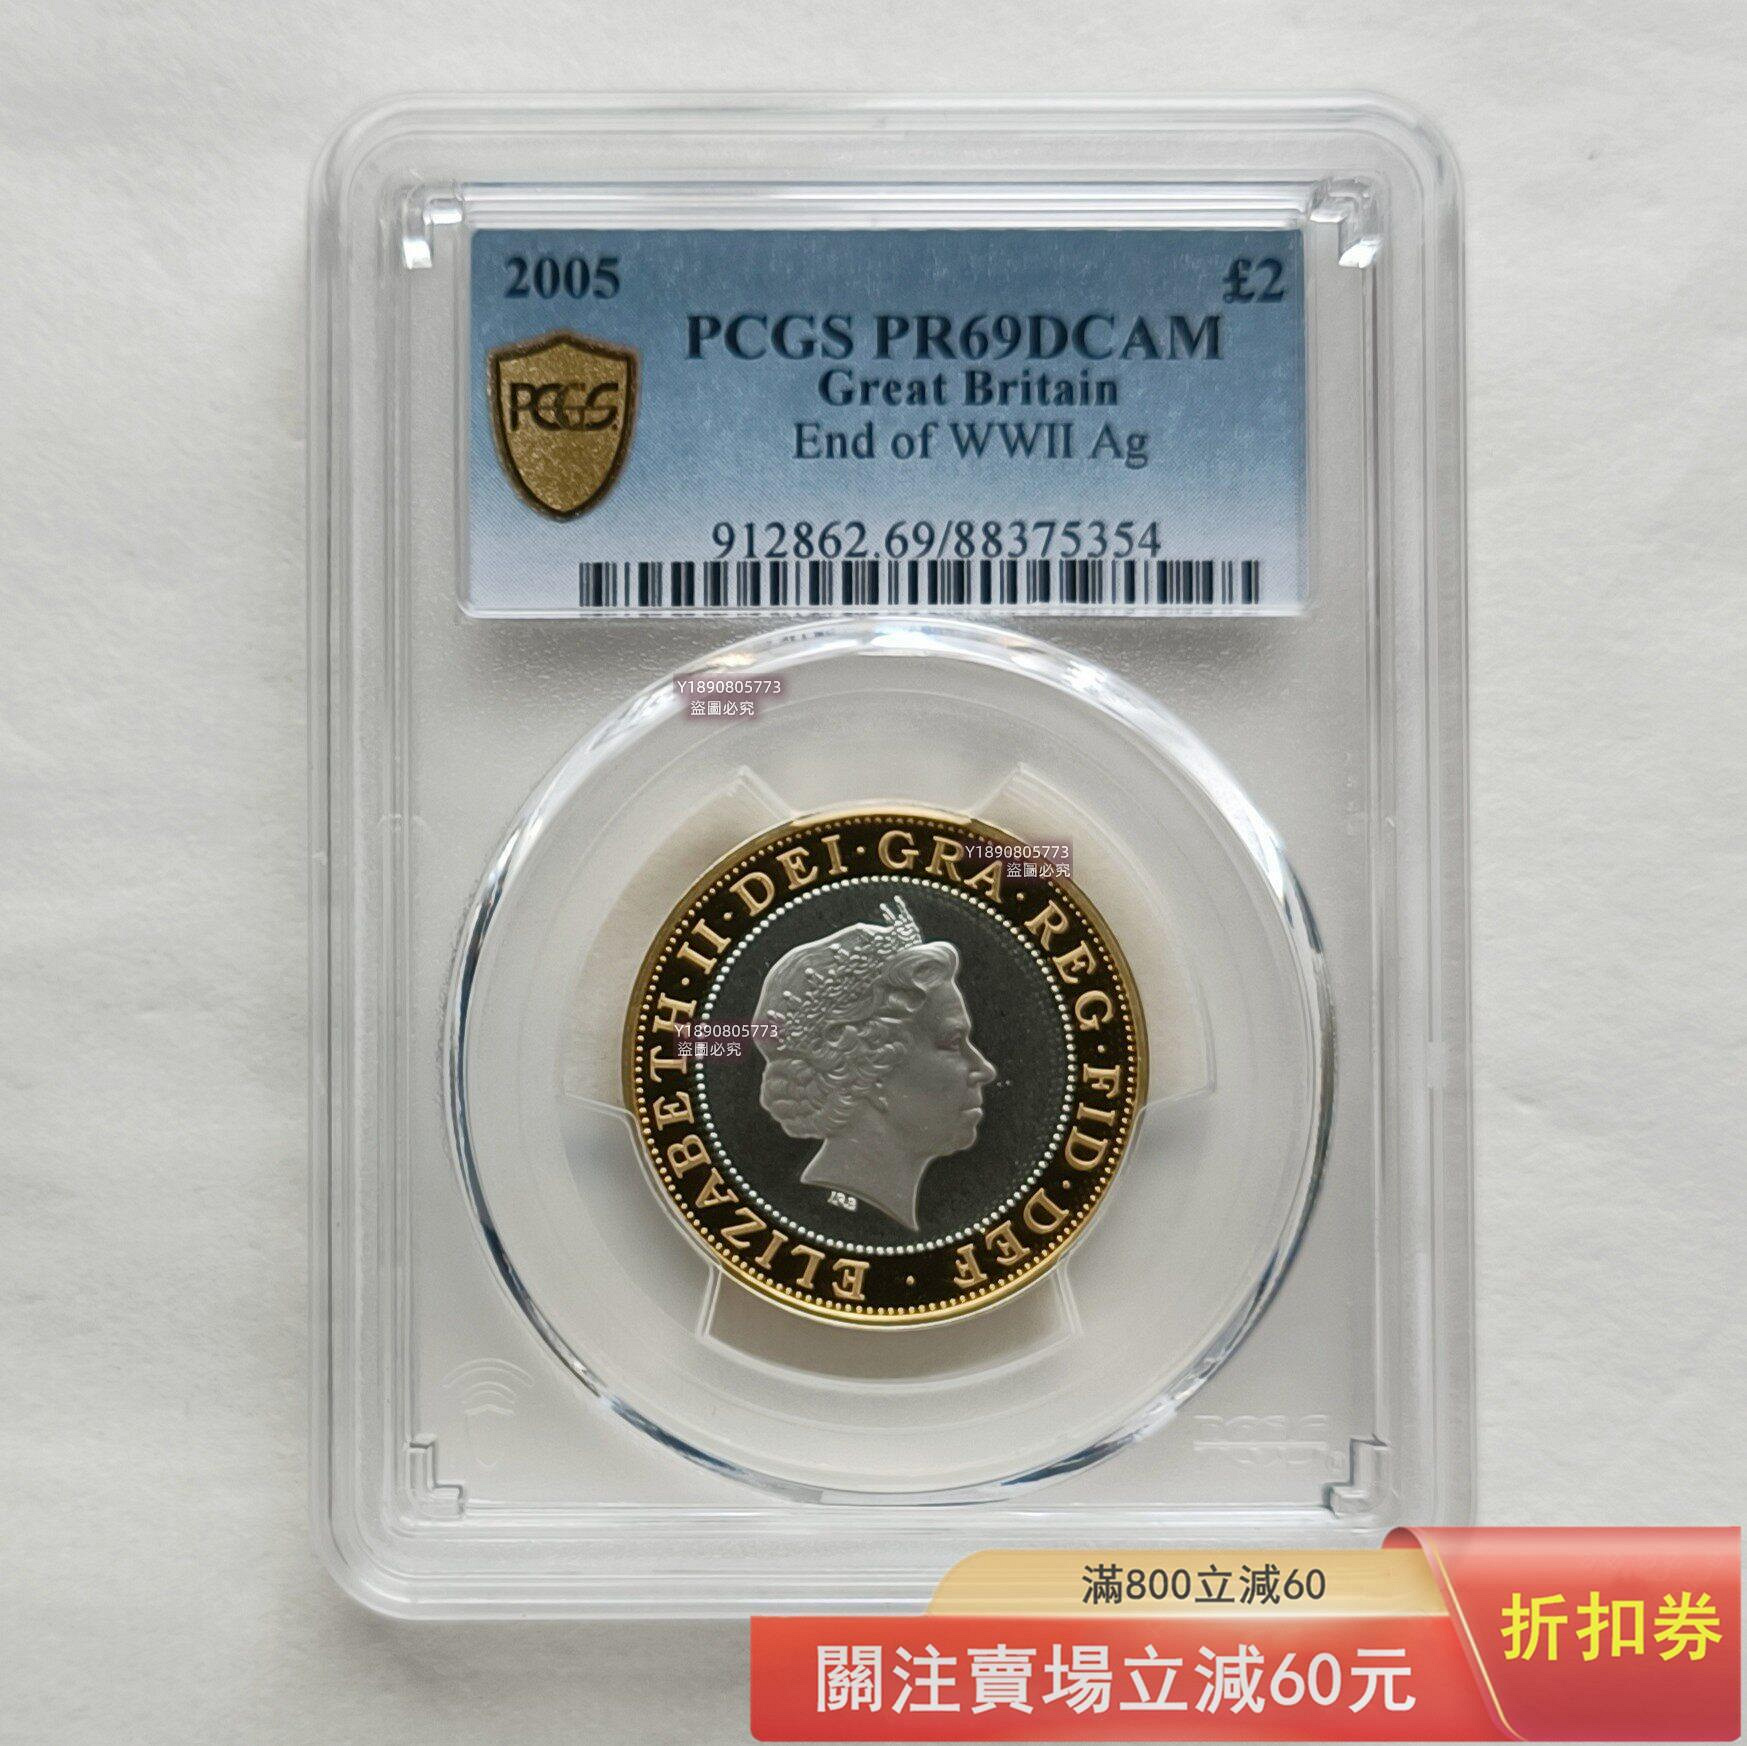 2005
£2
PCGS PR69DCAM
Great Britain
End of WWII Ag
PCGS
912862.69/88375354
Y1890805773
盜圖必究
Y1890805773
盜圖必究
ELIZABETH·II·DEI·GRA·REG·FID·DEF·
Y1890805773
盜圖必究
IRB
滿800立減60
關注賣場立減60元
折扣券